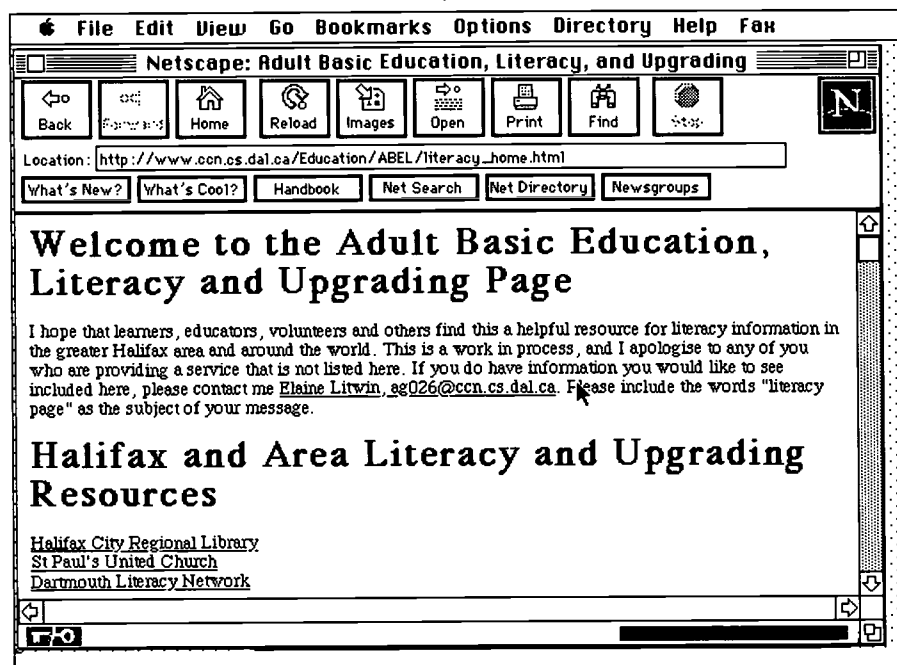 File Edit View Go Bookmarks Options Directory Help Fax
Netscape: Adult Basic Education, Literacy, and Upgrading
Back Forward Home Reload Images Open Print Find Stop
N
Location: http://www.ccn.cs.dal.ca/Education/ABEL/literacy_home.html
What's New? What's Cool? Handbook Net Search Net Directory Newsgroups
Welcome to the Adult Basic Education,
Literacy and Upgrading Page
I hope that learners, educators, volunteers and others find this a helpful resource for literacy information in
the greater Halifax area and around the world. This is a work in process, and I apologise to any of you
who are providing a service that is not listed here. If you do have information you would like to see
included here, please contact me Elaine Litwin, ag026@ccn.cs.dal.ca. Please include the words "literacy
page" as the subject of your message.
Halifax and Area Literacy and Upgrading
Resources
Halifax City Regional Library
St Paul's United Church
Dartmouth Literacy Network